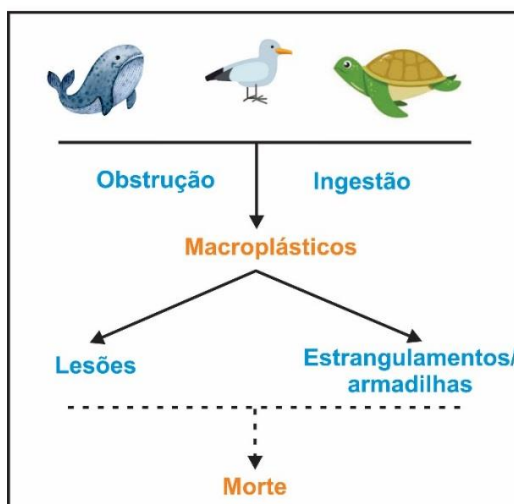 Obstrução
Ingestão
Macroplásticos
Lesões
Estrangulamentos/
armadilhas
Morte